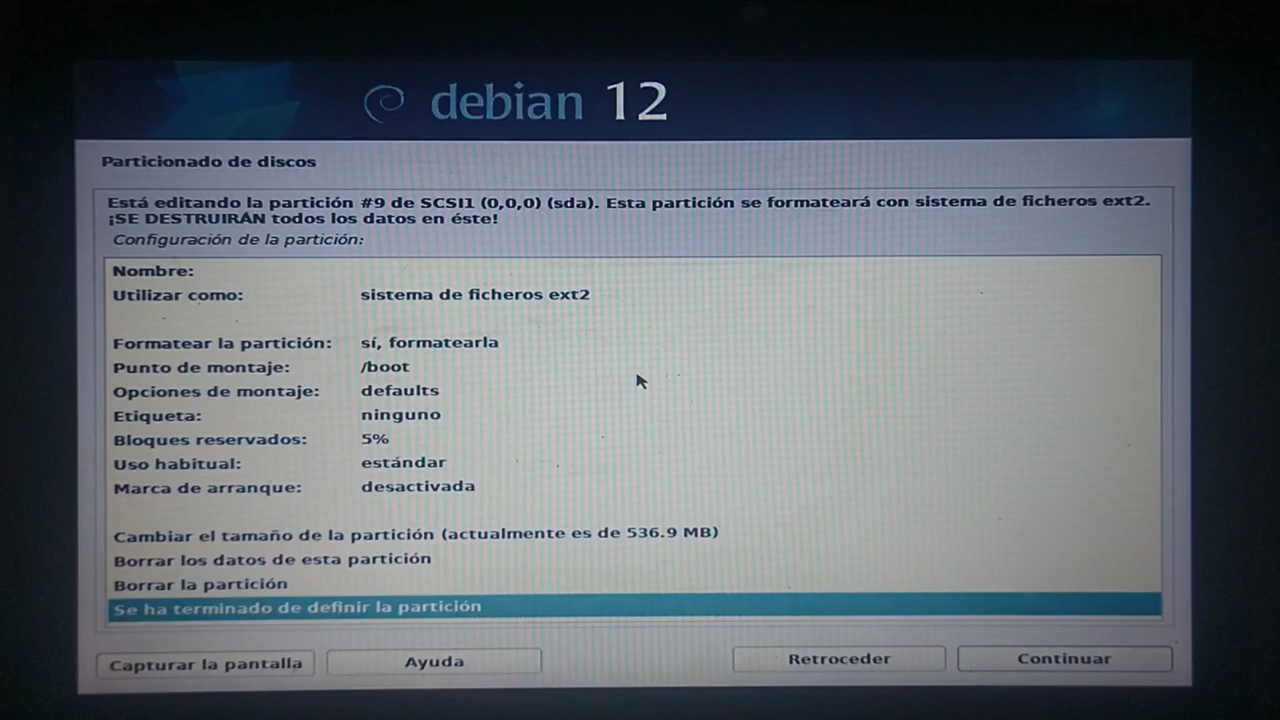 debian 12
Particionado de discos
Está editando la partición #9 de SCSI1 (0,0,0) (sda). Esta partición se formateará con sistema de ficheros ext2.
¡SE DESTRUIRÁN todos los datos en éste!
Configuración de la partición:
Nombre:
Utilizar como: sistema de ficheros ext2
Formatear la partición: sí, formatearla
Punto de montaje: /boot
Opciones de montaje: defaults
Etiqueta: ninguno
Bloques reservados: 5%
Uso habitual: estándar
Marca de arranque: desactivada
Cambiar el tamaño de la partición (actualmente es de 536.9 MB)
Borrar los datos de esta partición
Borrar la partición
Se ha terminado de definir la partición
Capturar la pantalla Ayuda Retroceder Continuar